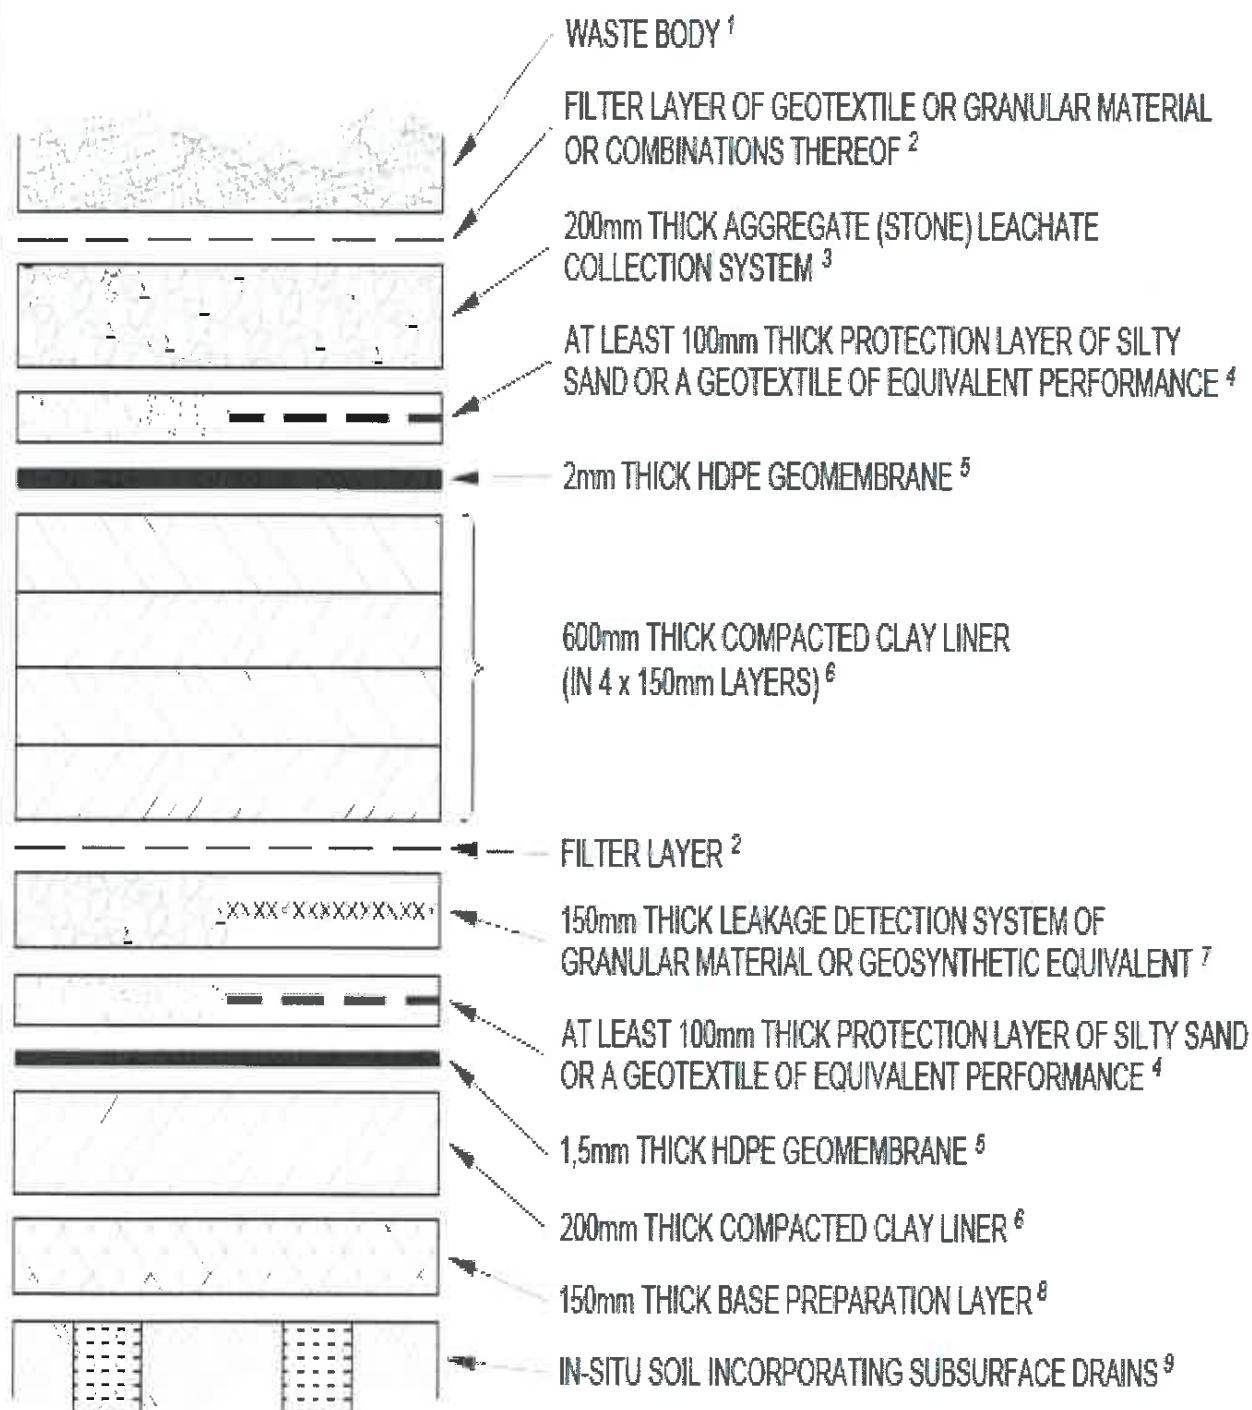 WASTE BODY 1
FILTER LAYER OF GEOTEXTILE OR GRANULAR MATERIAL
OR COMBINATIONS THEREOF 2
200mm THICK AGGREGATE (STONE) LEACHATE
COLLECTION SYSTEM 3
AT LEAST 100mm THICK PROTECTION LAYER OF SILTY
SAND OR A GEOTEXTILE OF EQUIVALENT PERFORMANCE 4
2mm THICK HDPE GEOMEMBRANE 5
600mm THICK COMPACTED CLAY LINER
(IN 4 x 150mm LAYERS) 6
FILTER LAYER 2
150mm THICK LEAKAGE DETECTION SYSTEM OF
GRANULAR MATERIAL OR GEOSYNTHETIC EQUIVALENT 7
AT LEAST 100mm THICK PROTECTION LAYER OF SILTY SAND
OR A GEOTEXTILE OF EQUIVALENT PERFORMANCE 4
1,5mm THICK HDPE GEOMEMBRANE 5
200mm THICK COMPACTED CLAY LINER 6
150mm THICK BASE PREPARATION LAYER 8
IN-SITU SOIL INCORPORATING SUBSURFACE DRAINS 9